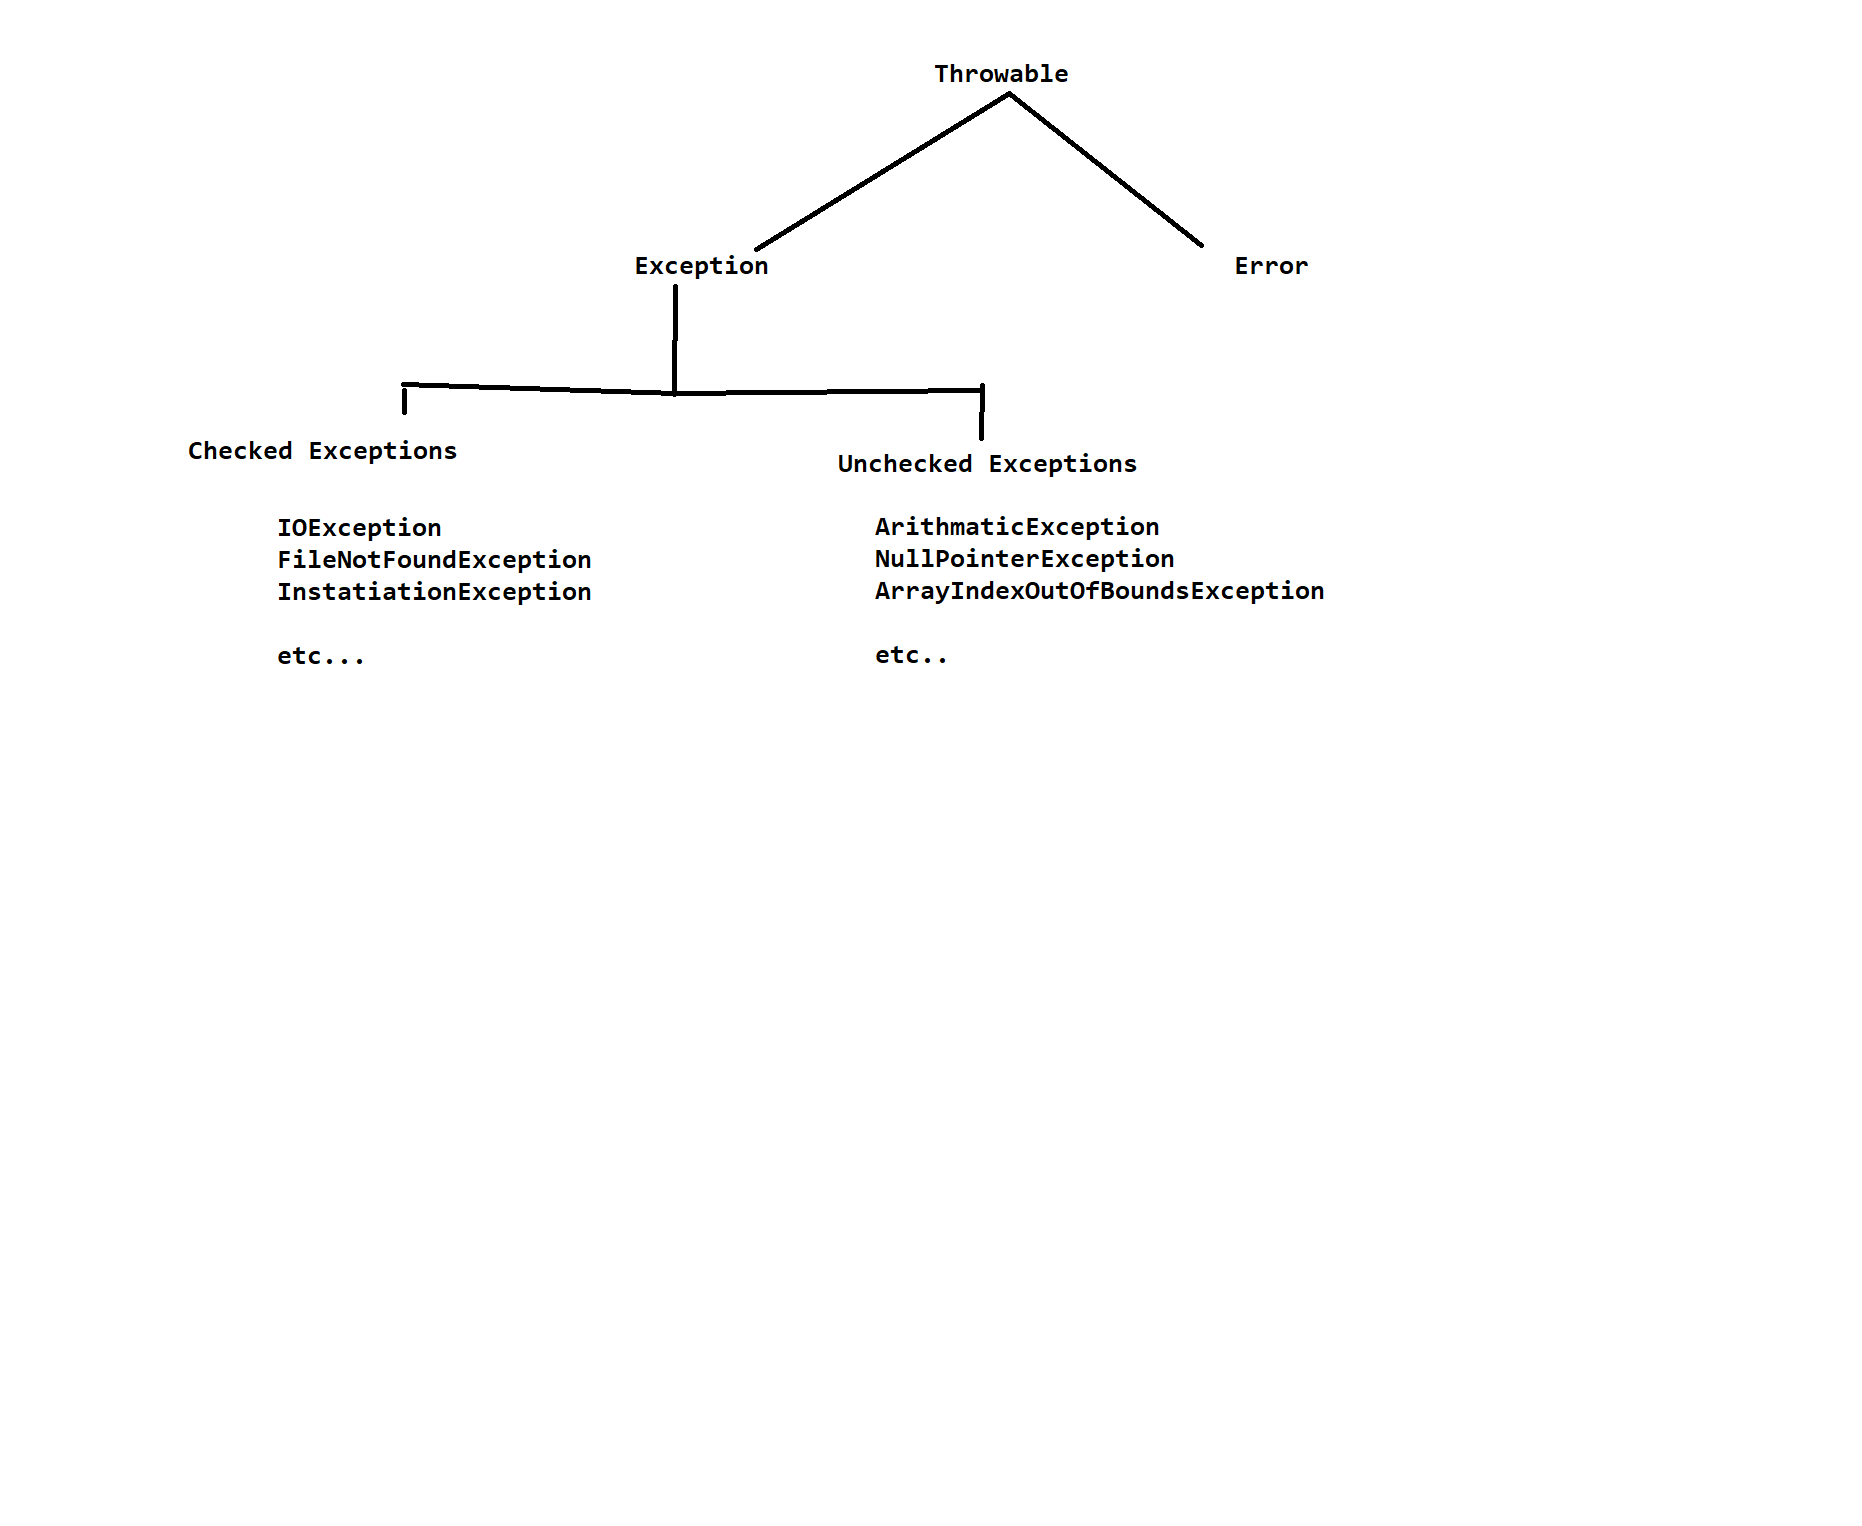 Throwable
Exception
Error
Checked Exceptions
Unchecked Exceptions
IOException
FileNotFoundException
InstatiationException
etc...
ArithmaticException
NullPointerException
ArrayIndexOutOfBoundsException
etc..